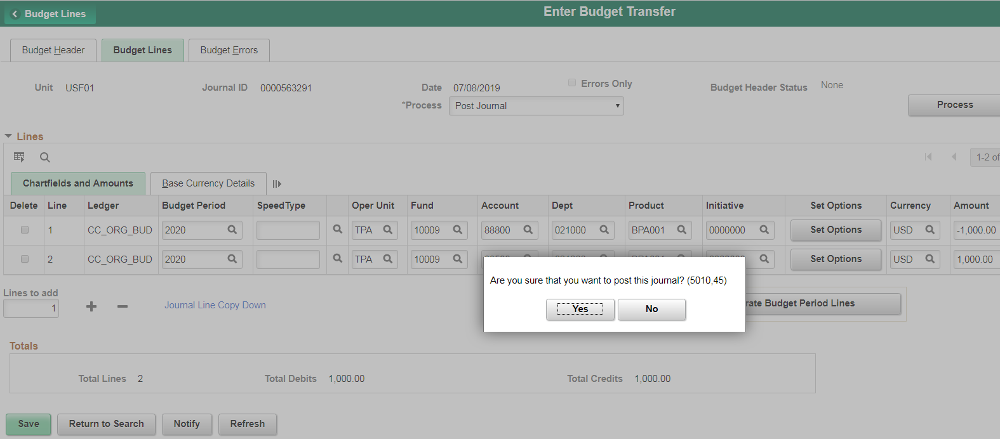 Budget Lines
Enter Budget Transfer
Budget Header Budget Lines Budget Errors
Unit USF01 Journal ID 0000563291 Date 07/08/2019 Errors Only Budget Header Status None
*Process Post Journal Process
Lines
1-2 of
Chartfields and Amounts Base Currency Details
Delete Line Ledger Budget Period SpeedType Oper Unit Fund Account Dept Product Initiative Set Options Currency Amount
1 CC_ORG_BUD 2020 TPA 10009 88800 021000 BPA001 0000000 Set Options USD -1,000.00
2 CC_ORG_BUD 2020 TPA 10009 Set Options USD 1,000.00
Are you sure that you want to post this journal? (5010,45)
Yes No
Lines to add
1 Journal Line Copy Down rate Budget Period Lines
Totals
Total Lines 2 Total Debits 1,000.00 Total Credits 1,000.00
Save Return to Search Notify Refresh